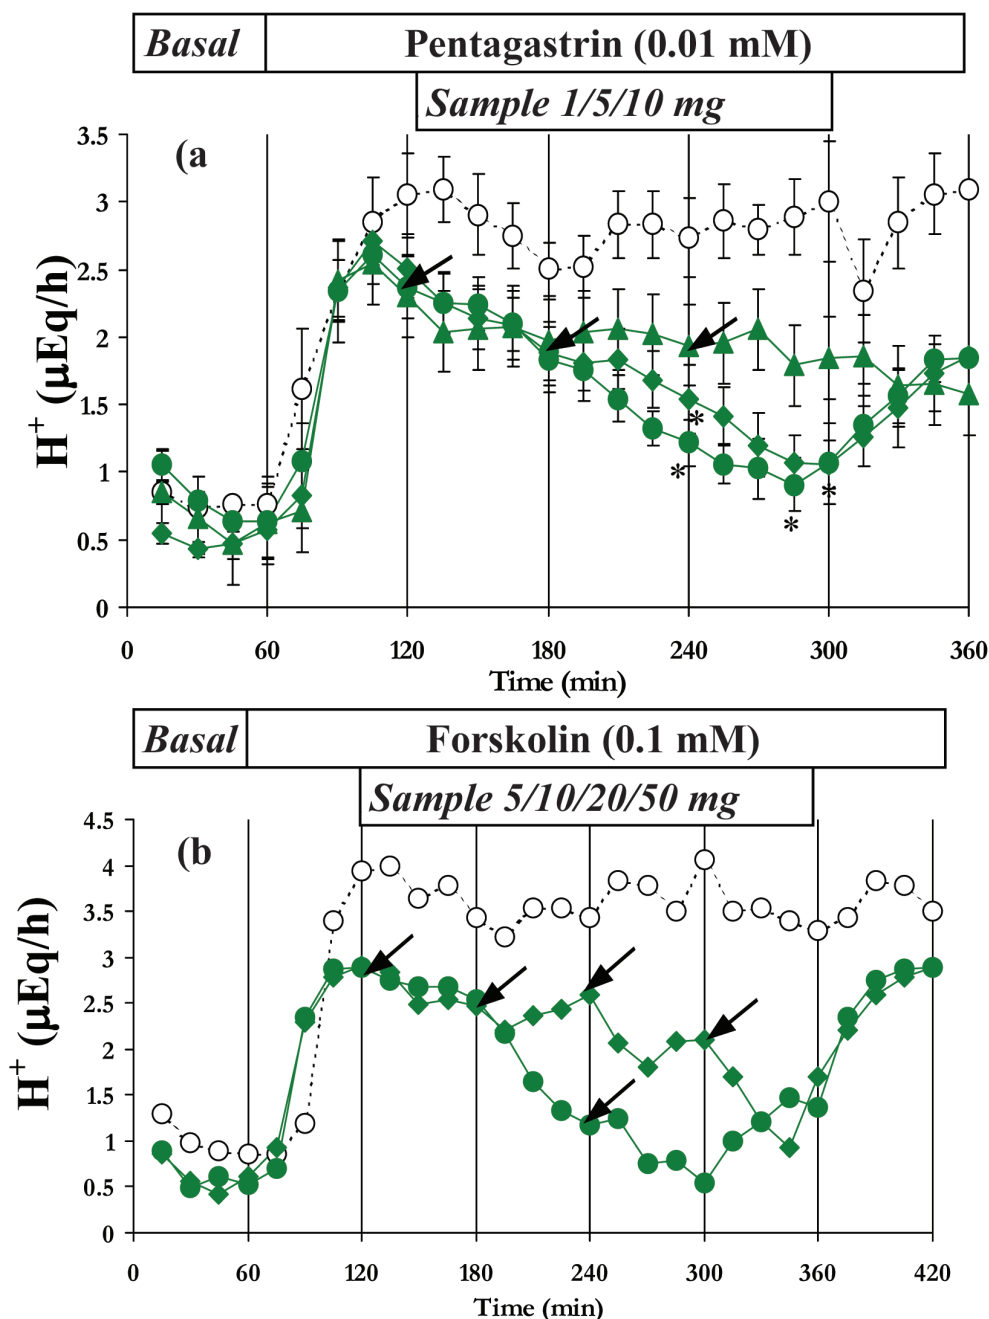 Basal Pentagastrin (0.01 mM)
Sample 1/5/10 mg
(a
3.5
3
2.5
2
1.5
1
0.5
0
H+ (µEq/h)
* * * *
0 60 120 180 240 300 360
Time (min)
Basal Forskolin (0.1 mM)
Sample 5/10/20/50 mg
(b
4.5
4
3.5
3
2.5
2
1.5
1
0.5
0
H+ (µEq/h)
0 60 120 180 240 300 360 420
Time (min)